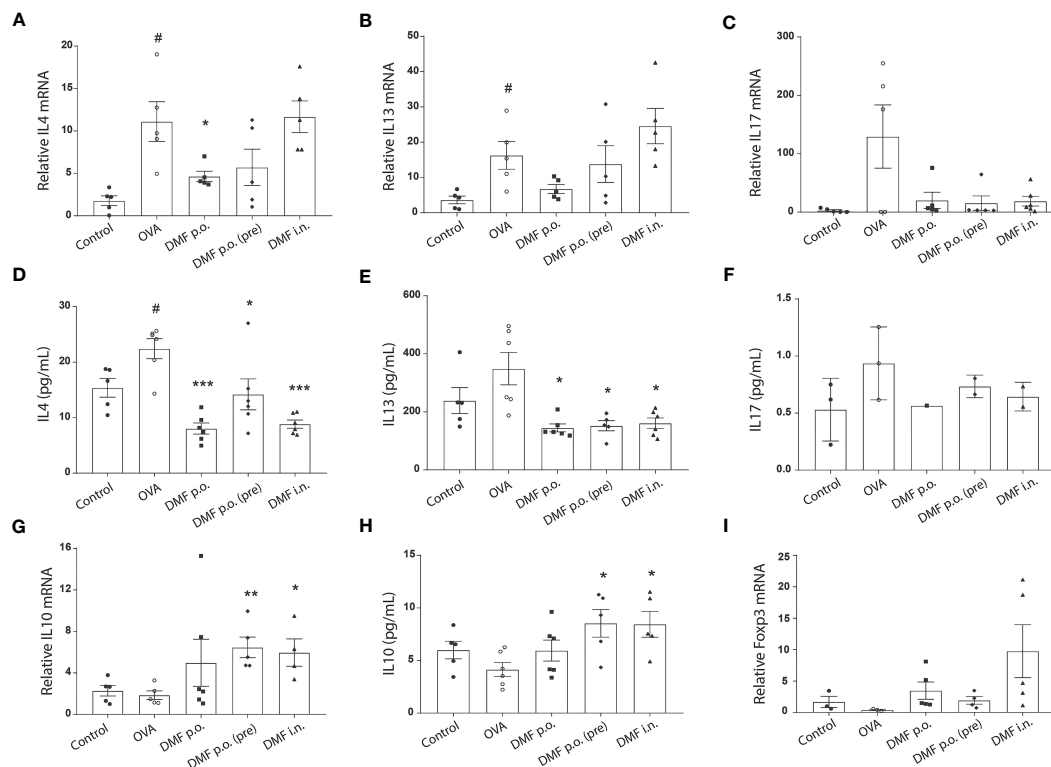 A
Relative IL4 mRNA
20
15
10
5
0
#
*
Control
OVA
DMF p.o.
DMF p.o. (pre)
DMF i.n.
B
Relative IL13 mRNA
50
40
30
20
10
0
#
Control
OVA
DMF p.o.
DMF p.o. (pre)
DMF i.n.
C
Relative IL17 mRNA
300
200
100
0
Control
OVA
DMF p.o.
DMF p.o. (pre)
DMF i.n.
D
IL4 (pg/mL)
30
20
10
0
#
***
*
***
Control
OVA
DMF p.o.
DMF p.o. (pre)
DMF i.n.
E
IL13 (pg/mL)
600
400
200
0
*
*
*
Control
OVA
DMF p.o.
DMF p.o. (pre)
DMF i.n.
F
IL17 (pg/mL)
1.5
1.0
0.5
0.0
Control
OVA
DMF p.o.
DMF p.o. (pre)
DMF i.n.
G
Relative IL10 mRNA
16
12
8
4
0
**
*
Control
OVA
DMF p.o.
DMF p.o. (pre)
DMF i.n.
H
IL10 (pg/mL)
15
10
5
0
*
*
Control
OVA
DMF p.o.
DMF p.o. (pre)
DMF i.n.
I
Relative Foxp3 mRNA
25
20
15
10
5
0
Control
OVA
DMF p.o.
DMF p.o. (pre)
DMF i.n.